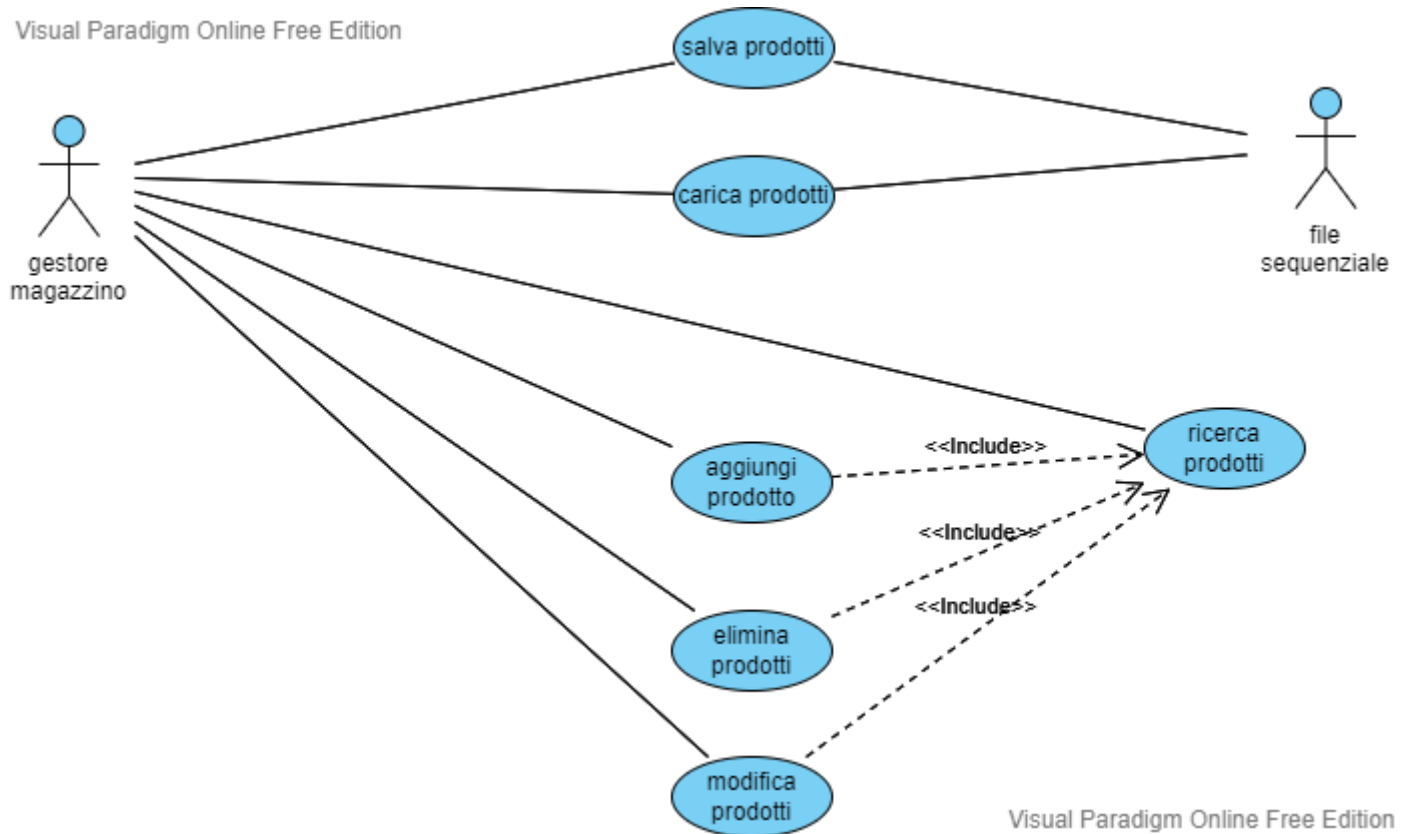 Visual Paradigm Online Free Edition
salva prodotti
carica prodotti
gestore
magazzino
file
sequenziale
ricerca
prodotti
<<Include>>
aggiungi
prodotto
<<Include>>
<<Include>>
elimina
prodotti
modifica
prodotti
Visual Paradigm Online Free Edition